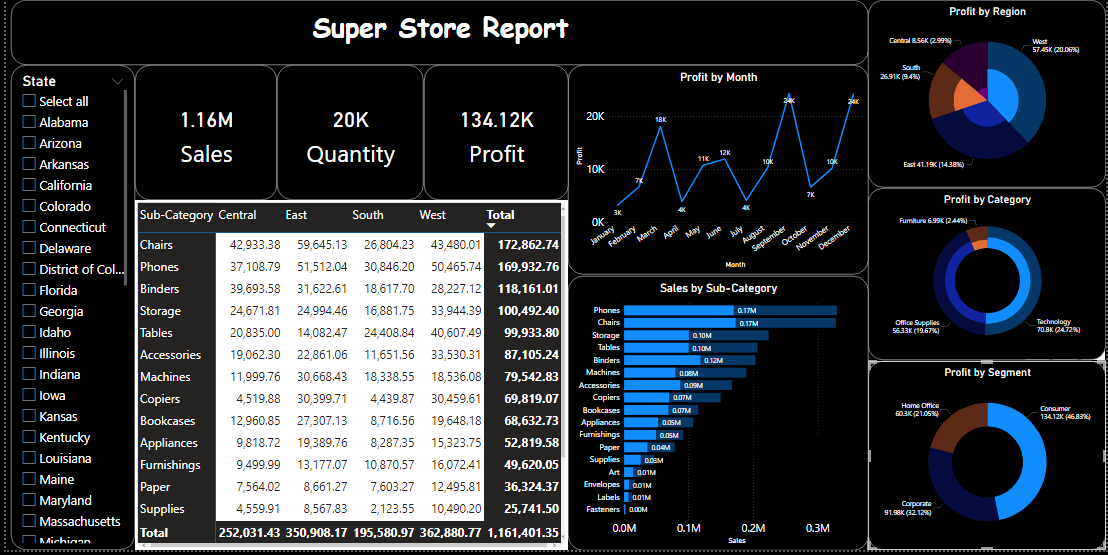 Super Store Report
State
Select all
Alabama
Arizona
Arkansas
California
Colorado
Connecticut
Delaware
District of Col...
Florida
Georgia
Idaho
Illinois
Indiana
Iowa
Kansas
Kentucky
Louisiana
Maine
Maryland
Massachusetts
Michigan
1.16M
Sales
20K
Quantity
134.12K
Profit
Sub-Category Central East South West Total
Chairs 42,933.38 59,645.13 26,804.23 43,480.01 172,862.74
Phones 37,108.79 51,512.04 30,846.20 50,465.74 169,932.76
Binders 39,693.58 31,622.61 18,617.70 28,227.12 118,161.01
Storage 24,671.81 24,994.46 16,881.75 33,944.39 100,492.40
Tables 20,835.00 14,082.47 24,408.84 40,607.49 99,933.80
Accessories 19,062.30 22,861.06 11,651.56 33,530.31 87,105.24
Machines 11,999.76 30,668.43 18,338.55 18,536.08 79,542.83
Copiers 4,519.88 30,399.71 4,439.87 30,459.61 69,819.07
Bookcases 12,960.85 27,307.13 8,716.56 19,648.18 68,632.73
Appliances 9,818.72 19,389.76 8,287.35 15,323.75 52,819.58
Furnishings 9,499.99 13,177.07 10,870.57 16,072.41 49,620.05
Paper 7,564.02 8,661.27 7,603.27 12,495.81 36,324.37
Supplies 4,559.91 8,567.83 2,123.55 10,490.20 25,741.50
Total 252,031.43 350,908.17 195,580.97 362,880.77 1,161,401.35
Profit by Month
Profit
20K
10K
0K
3K
7K
18K
4K
11K
12K
4K
10K
24K
7K
10K
24K
January
February
March
April
May
June
July
August
September
October
November
December
Month
Sales by Sub-Category
Phones 0.17M
Chairs 0.17M
Storage 0.10M
Tables 0.10M
Binders 0.12M
Machines 0.08M
Accessories 0.09M
Copiers 0.07M
Bookcases 0.07M
Appliances 0.05M
Furnishings 0.05M
Paper 0.04M
Supplies 0.03M
Art 0.01M
Envelopes 0.01M
Labels 0.01M
Fasteners 0.00M
0.0M 0.1M 0.2M 0.3M
Sales
Profit by Region
Central 8.56K (2.99%)
West
57.45K (20.06%)
South
26.91K (9.4%)
East 41.19K (14.38%)
Profit by Category
Furniture 6.99K (2.44%)
Office Supplies
56.33K (19.67%)
Technology
70.8K (24.72%)
Profit by Segment
Home Office
60.3K (21.05%)
Consumer
134.12K (46.83%)
Corporate
91.98K (32.12%)